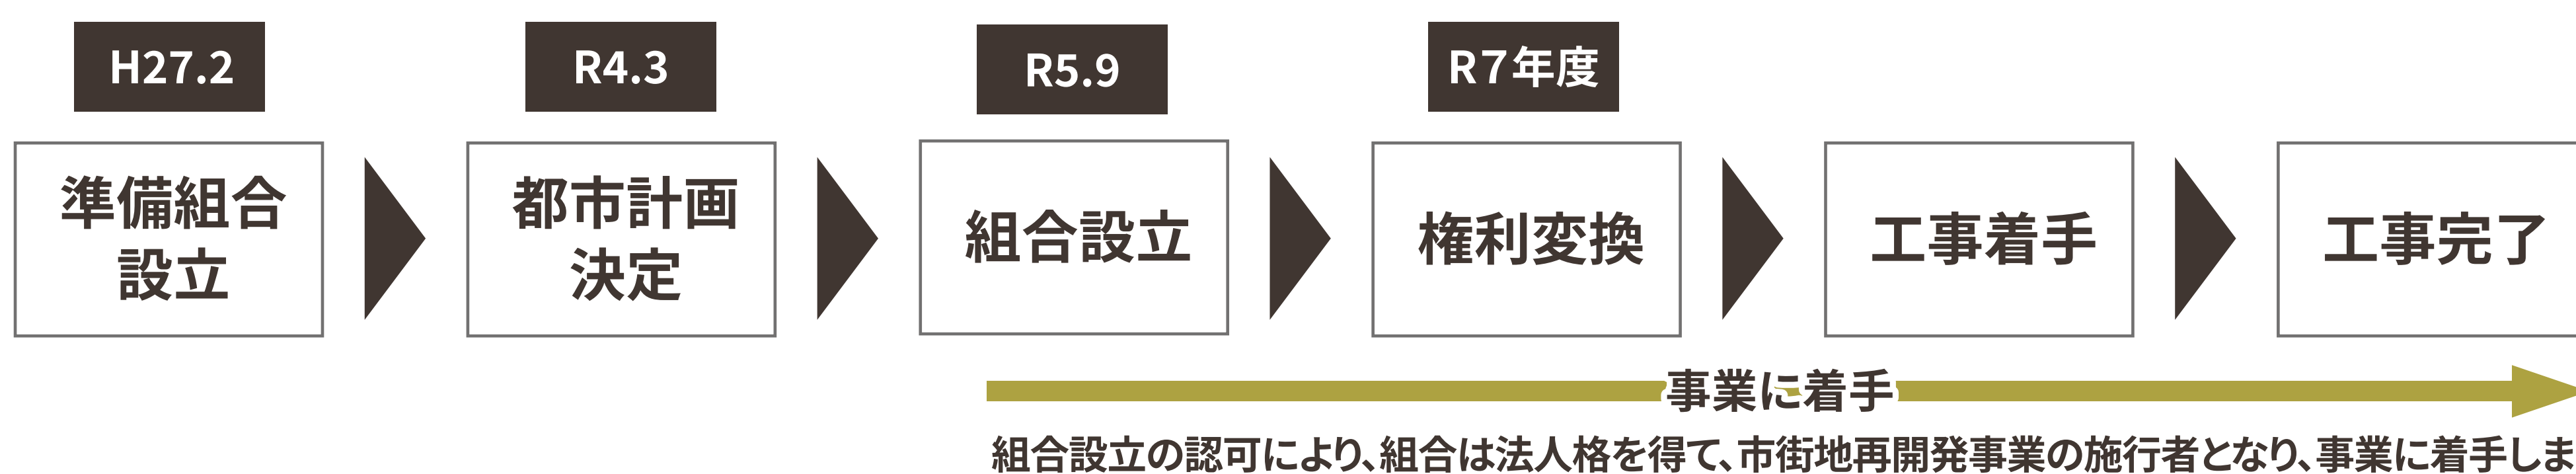 H27.2
R4.3
R5.9
R7年度
準備組合
設立
都市計画
決定
組合設立
権利変換
工事着手
工事完了
事業に着手
組合設立の認可により、組合は法人格を得て、市街地再開発事業の施行者となり、事業に着手しま